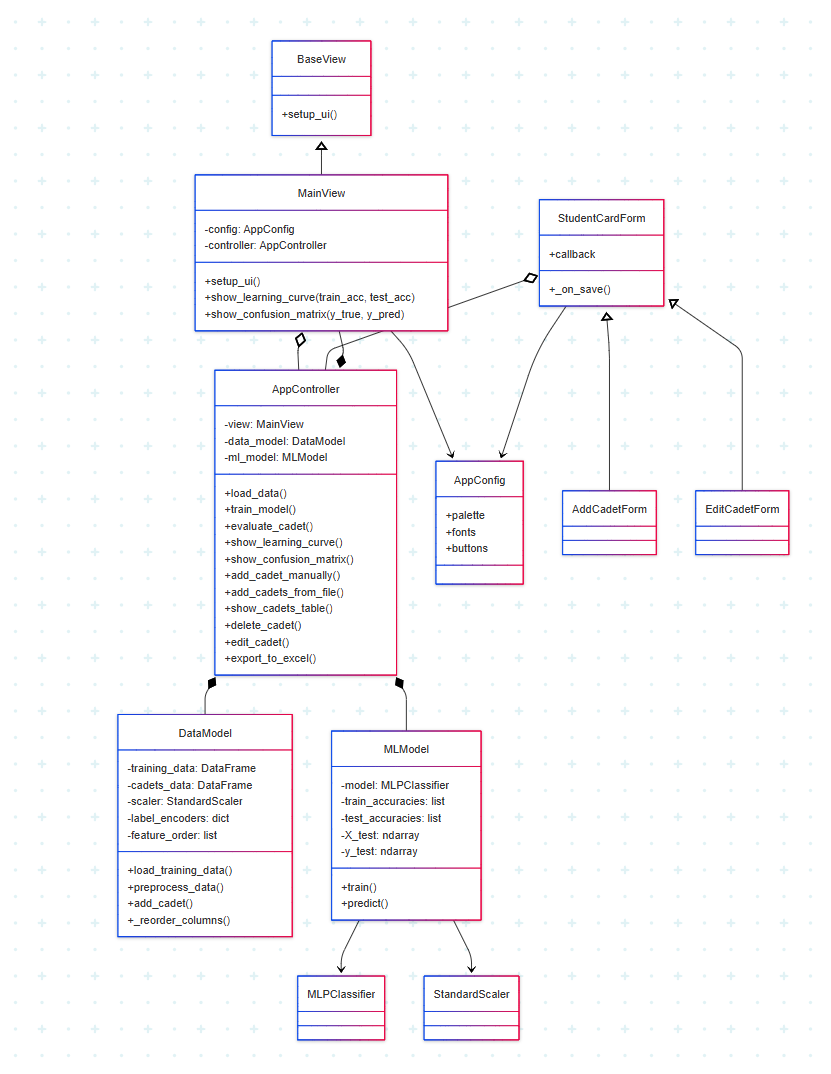 BaseView
+setup_ui()
MainView
-config: AppConfig
-controller: AppController
+setup_ui()
+show_learning_curve(train_acc, test_acc)
+show_confusion_matrix(y_true, y_pred)
StudentCardForm
+callback
+_on_save()
AppController
-view: MainView
-data_model: DataModel
-ml_model: MLModel
+load_data()
+train_model()
+evaluate_cadet()
+show_learning_curve()
+show_confusion_matrix()
+add_cadet_manually()
+add_cadets_from_file()
+show_cadets_table()
+delete_cadet()
+edit_cadet()
+export_to_excel()
AppConfig
+palette
+fonts
+buttons
AddCadetForm
EditCadetForm
DataModel
-training_data: DataFrame
-cadets_data: DataFrame
-scaler: StandardScaler
-label_encoders: dict
-feature_order: list
+load_training_data()
+preprocess_data()
+add_cadet()
+_reorder_columns()
MLModel
-model: MLPClassifier
-train_accuracies: list
-test_accuracies: list
-X_test: ndarray
-y_test: ndarray
+train()
+predict()
MLPClassifier
StandardScaler